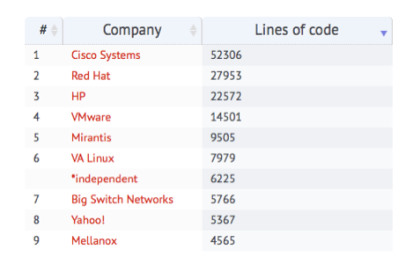 # Company Lines of code
1 Cisco Systems 52306
2 Red Hat 27953
3 HP 22572
4 VMware 14501
5 Mirantis 9505
6 VA Linux 7979
*independent 6225
7 Big Switch Networks 5766
8 Yahoo! 5367
9 Mellanox 4565